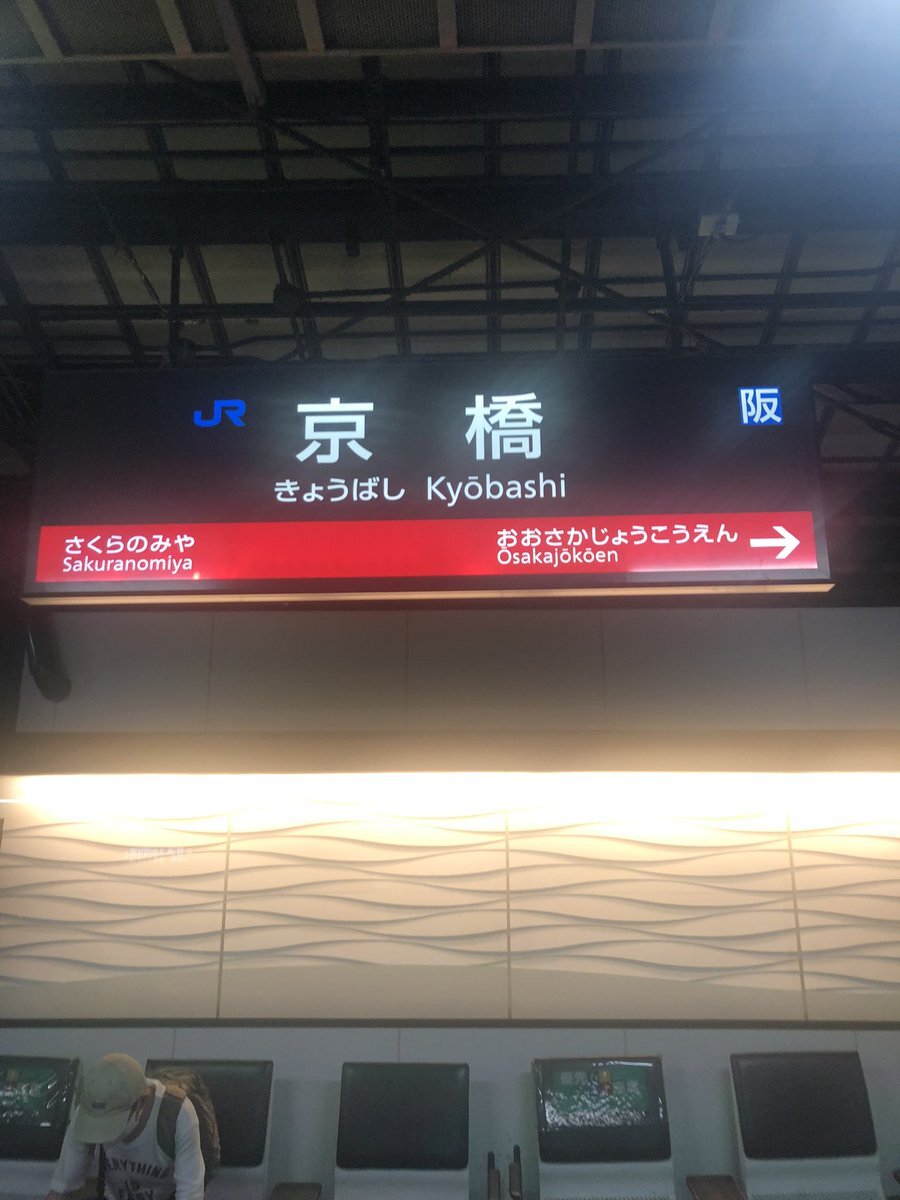 JR 京橋 阪
きょうばし Kyōbashi
さくらのみや おおさかじょうこうえん →
Sakuranomiya Ōsakajōkōen